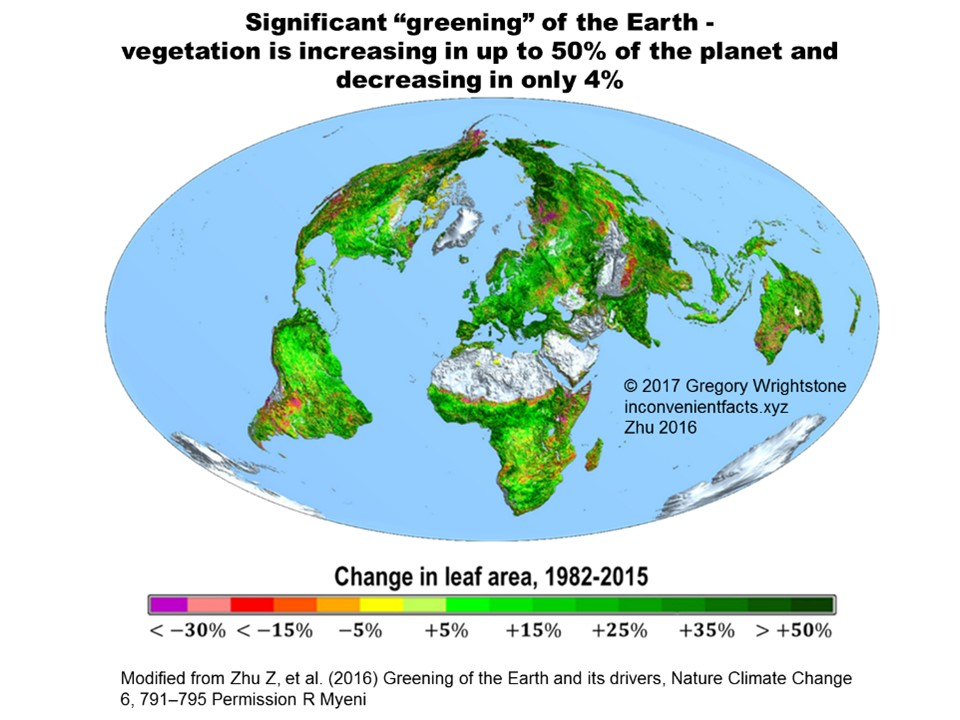 Significant “greening” of the Earth -
vegetation is increasing in up to 50% of the planet and
decreasing in only 4%
© 2017 Gregory Wrightstone
inconvenientfacts.xyz
Zhu 2016
Change in leaf area, 1982-2015
< −30% < −15% −5% +5% +15% +25% +35% > +50%
Modified from Zhu Z, et al. (2016) Greening of the Earth and its drivers, Nature Climate Change
6, 791–795 Permission R Myeni